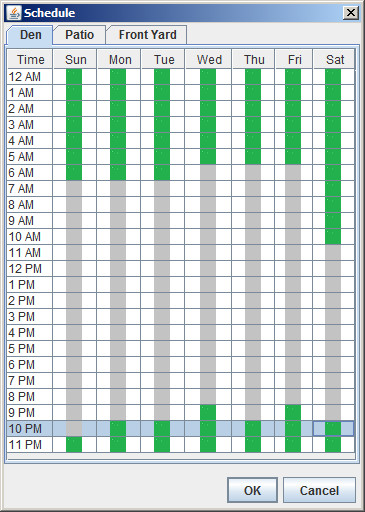 Schedule
Den Patio Front Yard
Time Sun Mon Tue Wed Thu Fri Sat
12 AM
1 AM
2 AM
3 AM
4 AM
5 AM
6 AM
7 AM
8 AM
9 AM
10 AM
11 AM
12 PM
1 PM
2 PM
3 PM
4 PM
5 PM
6 PM
7 PM
8 PM
9 PM
10 PM
11 PM
OK Cancel